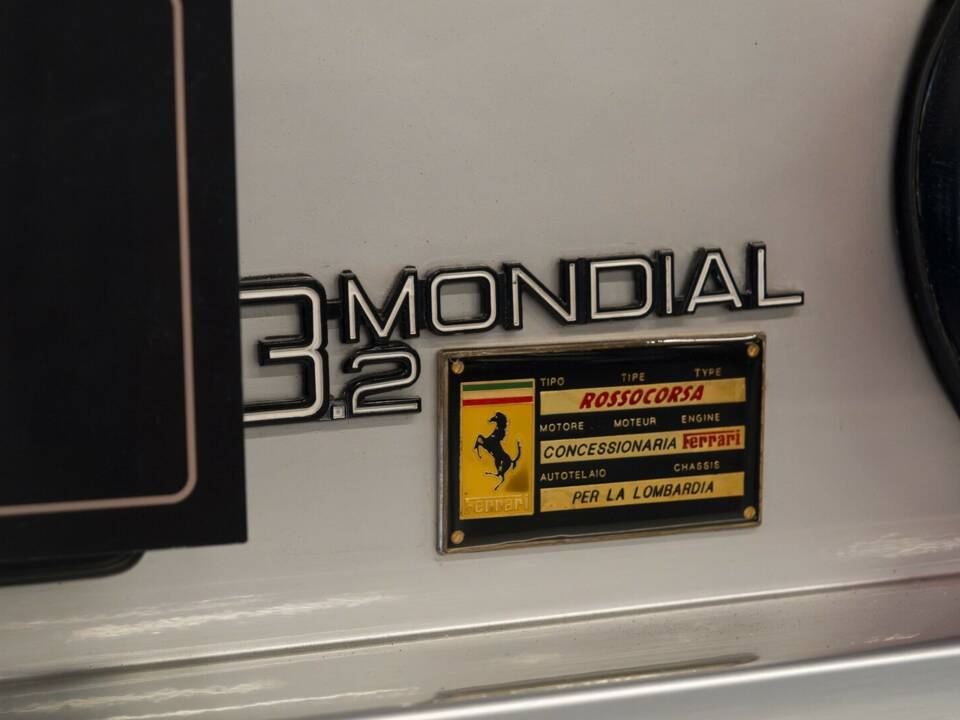 3.2 MONDIAL
TIPO TIPE TYPE
ROSSOCORSA
MOTORE MOTEUR ENGINE
CONCESSIONARIA Ferrari
AUTOTELAIO CHASSIS
PER LA LOMBARDIA
Ferrari